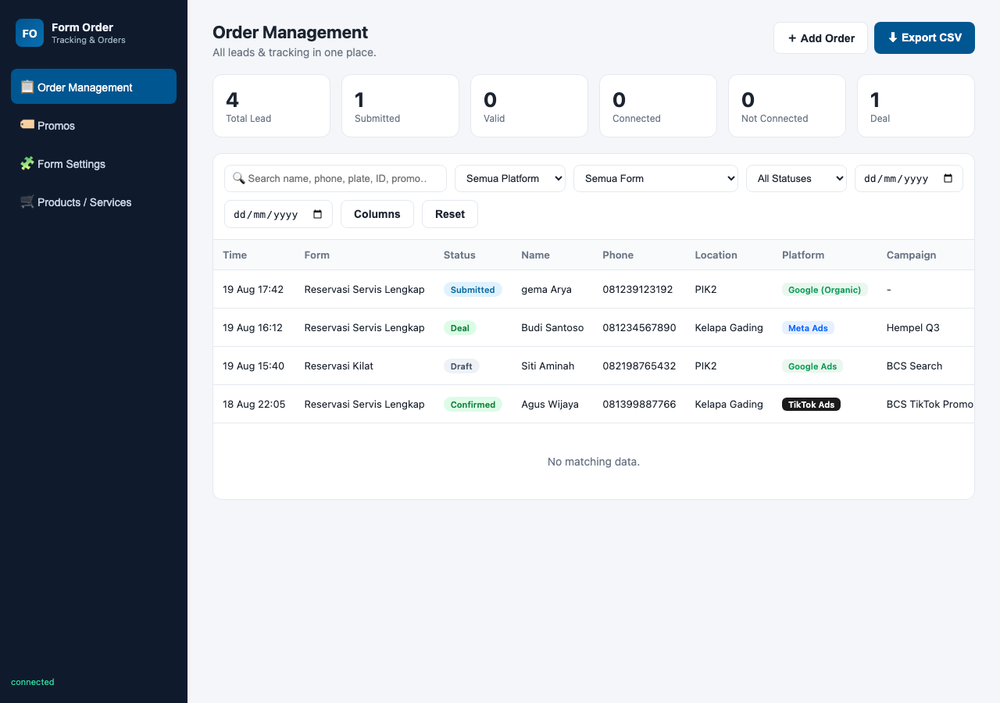 FO
Form Order
Tracking & Orders
📋 Order Management
🏷️ Promos
🧩 Form Settings
🛒 Products / Services
connected
Order Management
All leads & tracking in one place.
+ Add Order
⬇ Export CSV
4
Total Lead
1
Submitted
0
Valid
0
Connected
0
Not Connected
1
Deal
🔍 Search name, phone, plate, ID, promo..
Semua Platform
Semua Form
All Statuses
dd/mm/yyyy
dd/mm/yyyy
Columns
Reset
Time Form Status Name Phone Location Platform Campaign
19 Aug 17:42 Reservasi Servis Lengkap Submitted gema Arya 081239123192 PIK2 Google (Organic) -
19 Aug 16:12 Reservasi Servis Lengkap Deal Budi Santoso 081234567890 Kelapa Gading Meta Ads Hempel Q3
19 Aug 15:40 Reservasi Kilat Draft Siti Aminah 082198765432 PIK2 Google Ads BCS Search
18 Aug 22:05 Reservasi Servis Lengkap Confirmed Agus Wijaya 081399887766 Kelapa Gading TikTok Ads BCS TikTok Promo
No matching data.